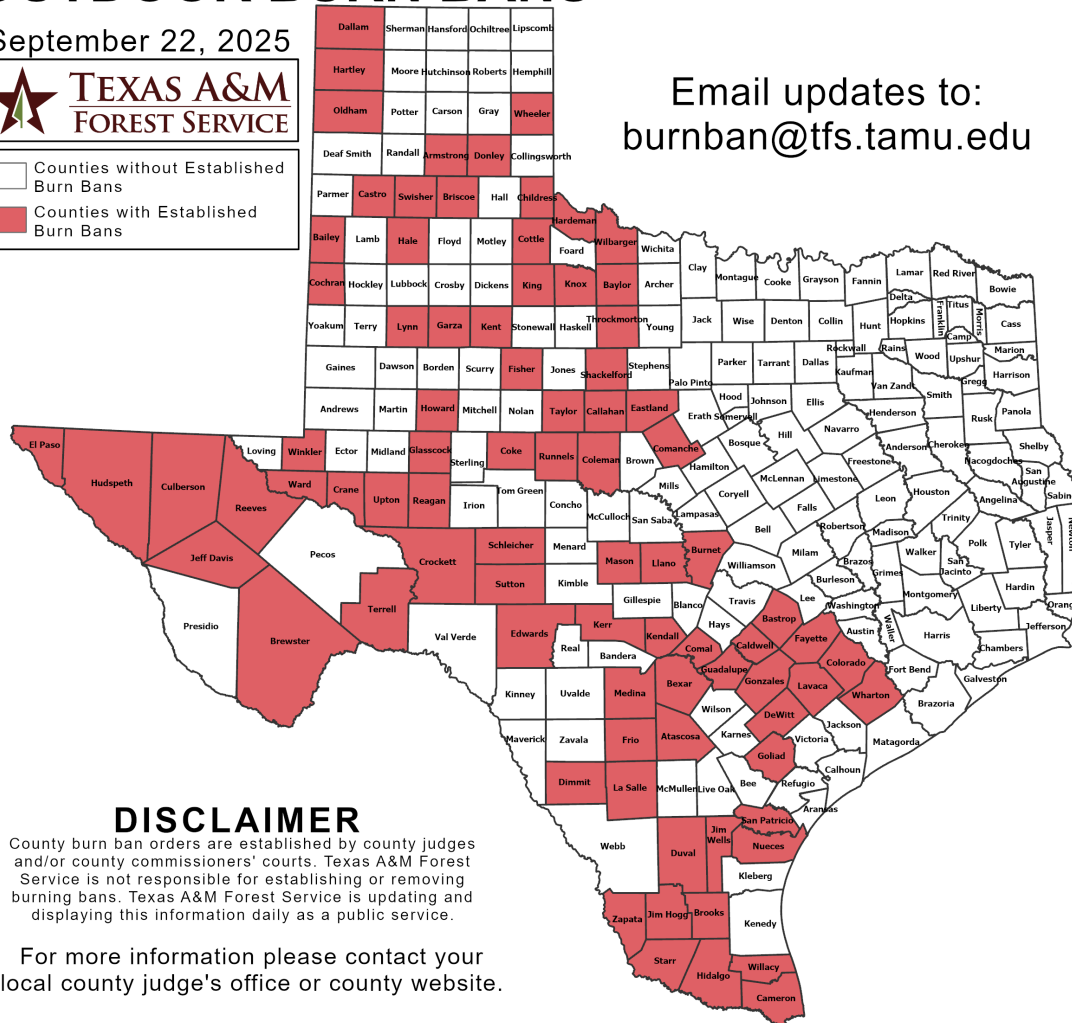 September 22, 2025
TEXAS A&M
FOREST SERVICE
Counties without Established
Burn Bans
Counties with Established
Burn Bans
Email updates to:
burnban@tfs.tamu.edu
Dallam Sherman Hansford Ochiltree Lipscomb
Hartley Moore Hutchinson Roberts Hemphill
Oldham Potter Carson Gray Wheeler
Deaf Smith Randall Armstrong Donley Collingsworth
Parmer Castro Swisher Briscoe Hall Childress
Hardeman
Bailey Lamb Hale Floyd Motley Cottle Foard Wilbarger Wichita
Clay Montague Cooke Grayson Fannin Lamar Red River Bowie
Cochran Hockley Lubbock Crosby Dickens King Knox Baylor Archer
Delta Franklin Titus Morris
Yoakum Terry Lynn Garza Kent Stonewall Haskell Throckmorton Young Jack Wise Denton Collin Hunt Hopkins Camp Cass
Rockwall Rains Wood Upshur Marion
Gaines Dawson Borden Scurry Fisher Jones Shackelford Stephens Palo Pinto Parker Tarrant Dallas Kaufman Van Zandt Gregg Harrison
Smith
Andrews Martin Howard Mitchell Nolan Taylor Callahan Eastland Erath Hood Somervell Johnson Ellis Henderson Rusk Panola
El Paso Loving Winkler Ector Midland Glasscock Sterling Coke Runnels Coleman Brown Comanche Hamilton Bosque Hill Navarro Freestone Anderson Cherokee Nacogdoches Shelby
Hudspeth Culberson Reeves Ward Crane Upton Reagan Irion Tom Green Concho McCulloch San Saba Mills Lampasas Coryell McLennan Limestone Falls Leon Houston Angelina San
Augustine Sabin
Jeff Davis Pecos Crockett Schleicher Menard Mason Llano Burnet Bell Williamson Milam Robertson Brazos Madison Grimes Walker Trinity San
Jacinto Polk Tyler Jasper Newton
Presidio Brewster Terrell Sutton Kimble Gillespie Blanco Travis Lee Burleson Washington Montgomery Liberty Hardin Orang
Val Verde Edwards Kerr Real Bandera Kendall Hays Comal Caldwell Bastrop Fayette Austin Waller Harris Chambers Jefferson
Kinney Uvalde Medina Bexar Guadalupe Gonzales Lavaca Colorado Wharton Fort Bend Brazoria Galveston
Maverick Zavala Frio Atascosa Wilson Karnes DeWitt Victoria Jackson Matagorda
Dimmit La Salle McMullen Live Oak Bee Goliad Refugio Calhoun
Aransas
Webb Duval Jim
Wells San Patricio
Nueces
Kleberg
Zapata Jim Hogg Brooks Kenedy
Starr Hidalgo Willacy
Cameron
DISCLAIMER
County burn ban orders are established by county judges
and/or county commissioners' courts. Texas A&M Forest
Service is not responsible for establishing or removing
burning bans. Texas A&M Forest Service is updating and
displaying this information daily as a public service.
For more information please contact your
local county judge's office or county website.